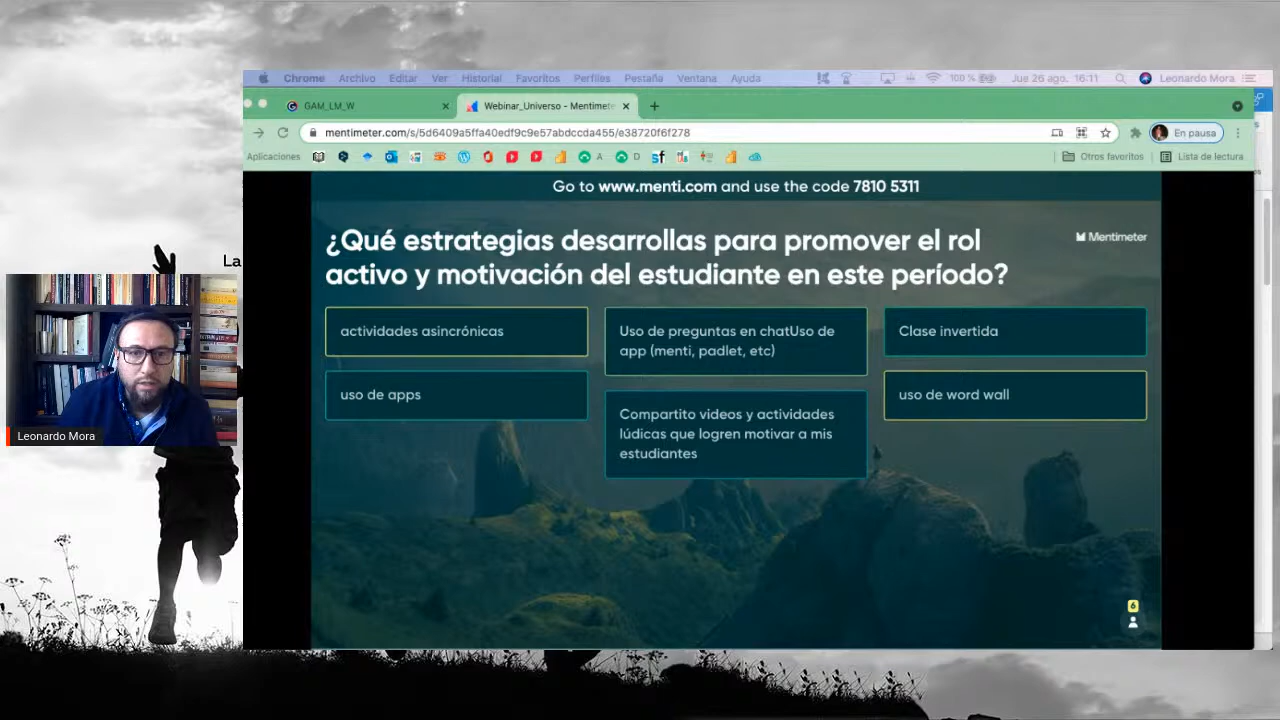 Chrome Archivo Editar Ver Historial Favoritos Perfiles Pestaña Ventana Ayuda 100 % Jue 26 ago. 16:11 Leonardo Mora
GAM_LM_W
Webinar_Universo - Mentimete
mentimeter.com/s/5d6409a5ffa40edf9c9e57abdccda455/e38720f6f278
En pausa
Aplicaciones A D sf Otros favoritos Lista de lectura
Go to www.menti.com and use the code 7810 5311
¿Qué estrategias desarrollas para promover el rol
activo y motivación del estudiante en este período?
Mentimeter
actividades asincrónicas
uso de apps
Uso de preguntas en chatUso de
app (menti, padlet, etc)
Compartito videos y actividades
lúdicas que logren motivar a mis
estudiantes
Clase invertida
uso de word wall
6
La
Leonardo Mora